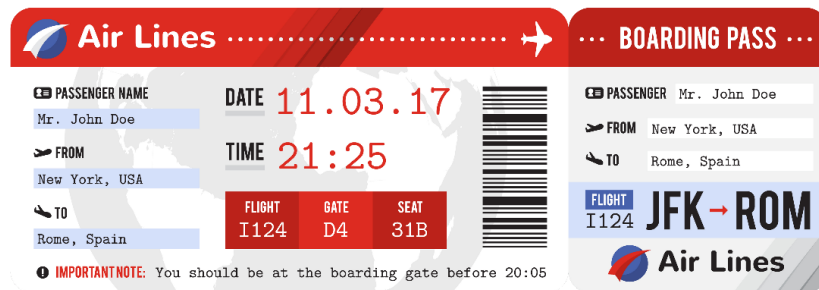 Air Lines
PASSENGER NAME
Mr. John Doe
FROM
New York, USA
TO
Rome, Spain
DATE 11.03.17
TIME 21:25
FLIGHT GATE SEAT
I124 D4 31B
IMPORTANT NOTE: You should be at the boarding gate before 20:05
BOARDING PASS
PASSENGER Mr. John Doe
FROM New York, USA
TO Rome, Spain
FLIGHT
I124
JFK → ROM
Air Lines